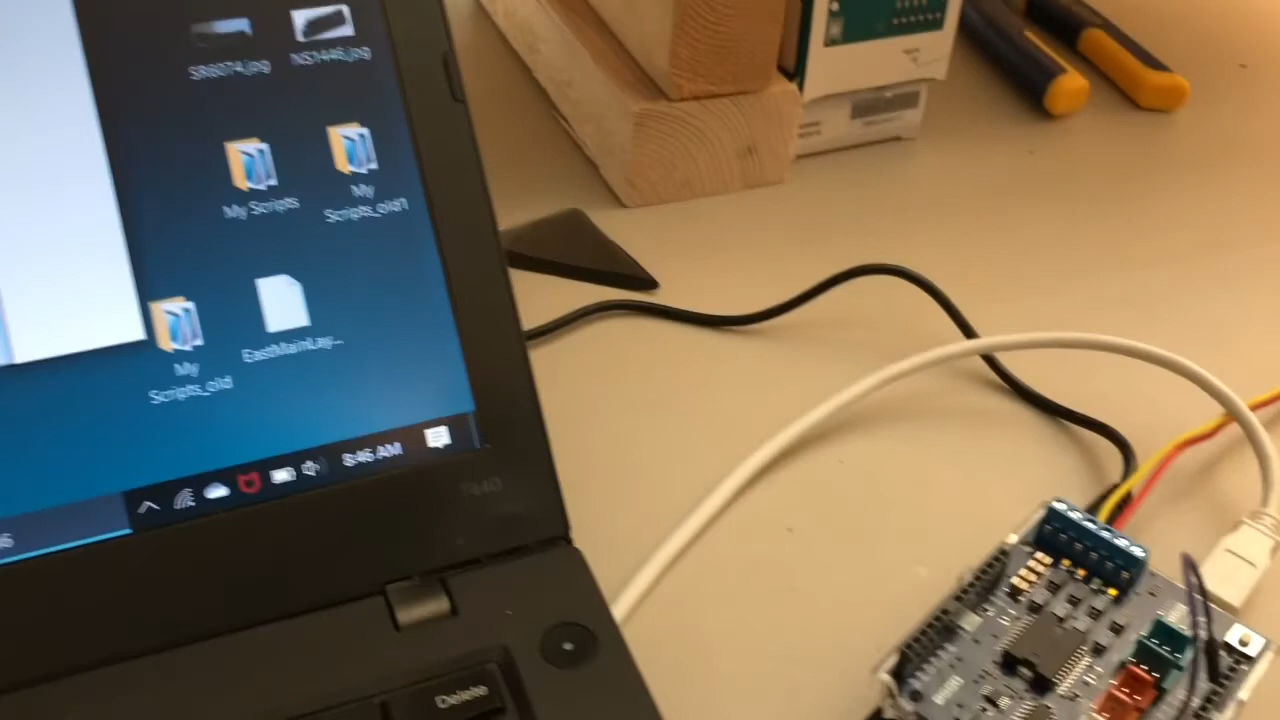 SR6074.jpg
NS1446.jpg
My Scripts
My
Scripts_old1
My
Scripts_old
EastMainLay...
8:46 AM
Delete